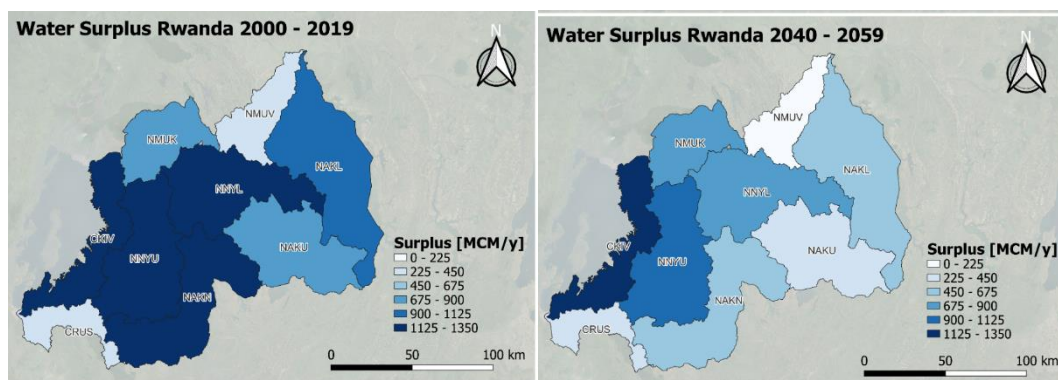 Water Surplus Rwanda 2000 - 2019
N
NMUV
NMUK
NAKL
NNYL
CKIV
NNYU
NAKU
NAKN
CRUS
Surplus [MCM/y]
0 - 225
225 - 450
450 - 675
675 - 900
900 - 1125
1125 - 1350
0 50 100 km
Water Surplus Rwanda 2040 - 2059
N
NMUV
NMUK
NAKL
NNYL
CKIV
NNYU
NAKU
NAKN
CRUS
Surplus [MCM/y]
0 - 225
225 - 450
450 - 675
675 - 900
900 - 1125
1125 - 1350
0 50 100 km